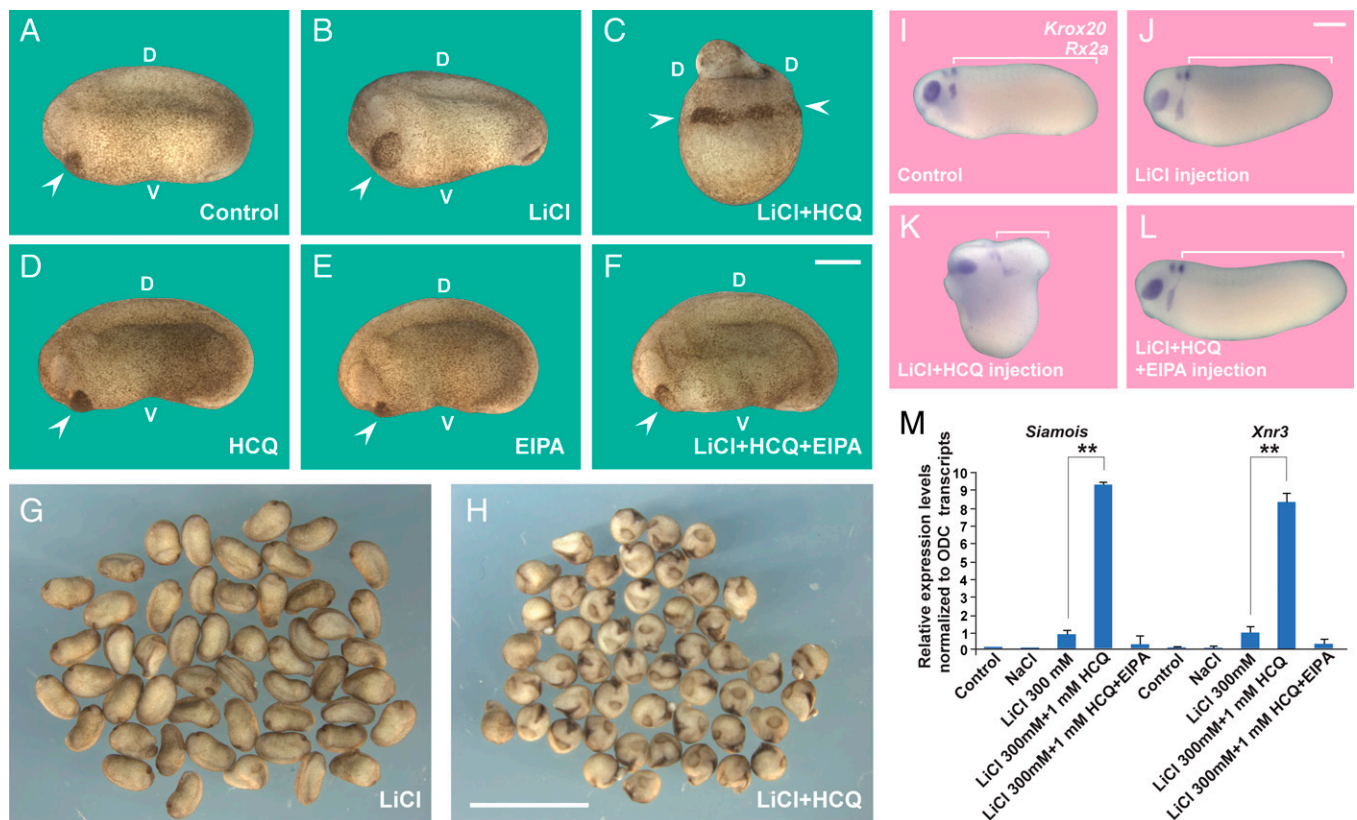 A
D
V
Control
B
D
V
LiCl
C
D D
LiCl+HCQ
D
D
V
HCQ
E
D
V
EIPA
F
D
V
LiCl+HCQ+EIPA
G
LiCl
H
LiCl+HCQ
I
Krox20
Rx2a
Control
J
LiCl injection
K
LiCl+HCQ injection
L
LiCl+HCQ
+EIPA injection
M
Siamois
Xnr3
**
**
Relative expression levels
normalized to ODC transcripts
10
9
8
7
6
5
4
3
2
1
0
Control
NaCl
LiCl 300 mM
LiCl 300mM+1 mM HCQ
LiCl 300mM+1 mM HCQ+EIPA
Control
NaCl
LiCl 300mM
LiCl 300mM+1 mM HCQ
LiCl 300mM+1 mM HCQ+EIPA